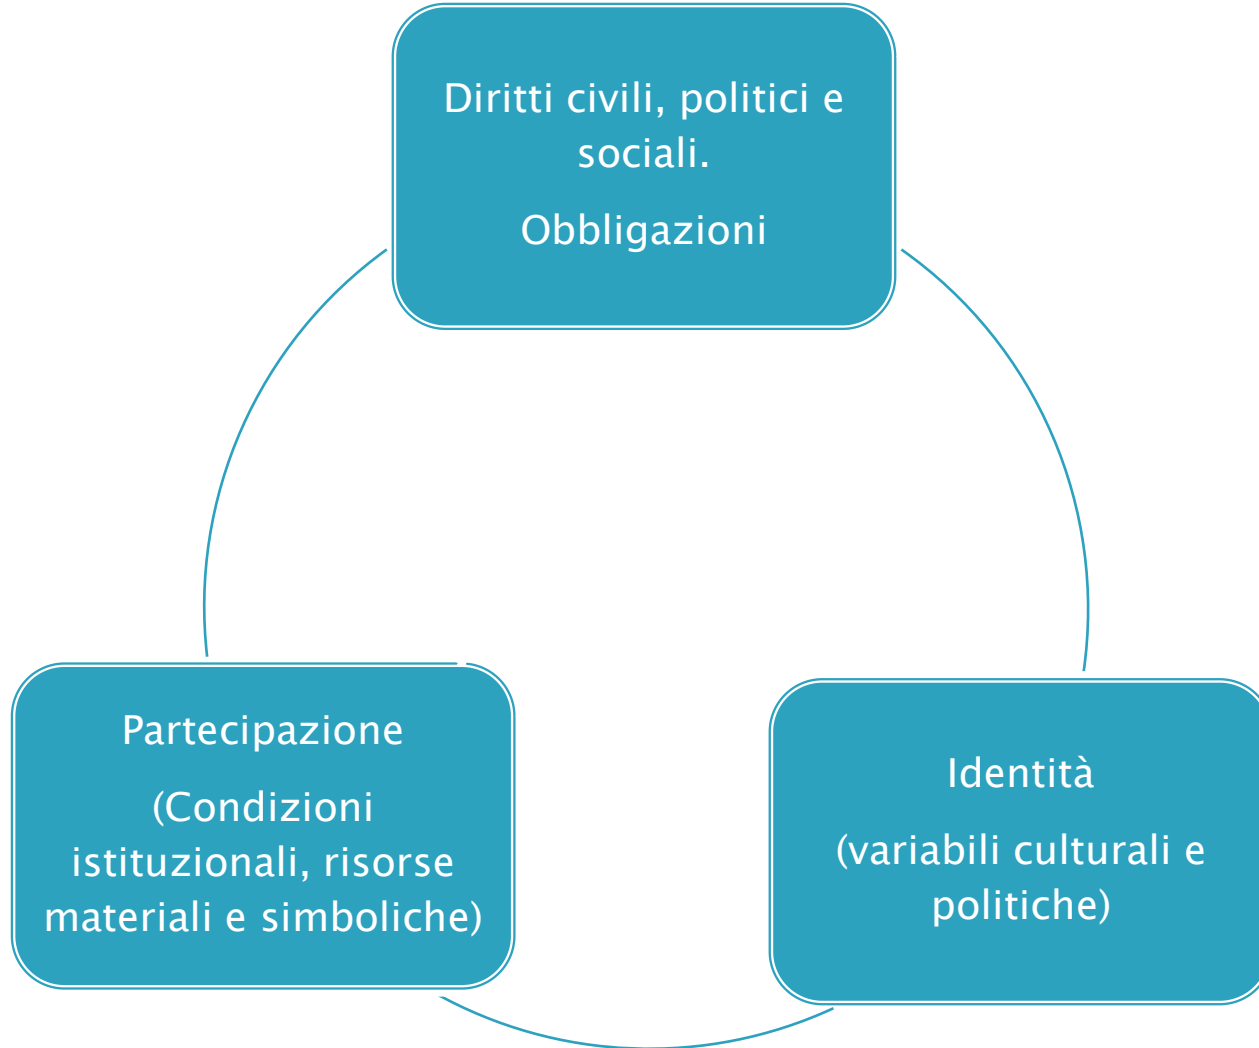 Diritti civili, politici e
sociali.
Obbligazioni
Partecipazione
(Condizioni
istituzionali, risorse
materiali e simboliche)
Identità
(variabili culturali e
politiche)